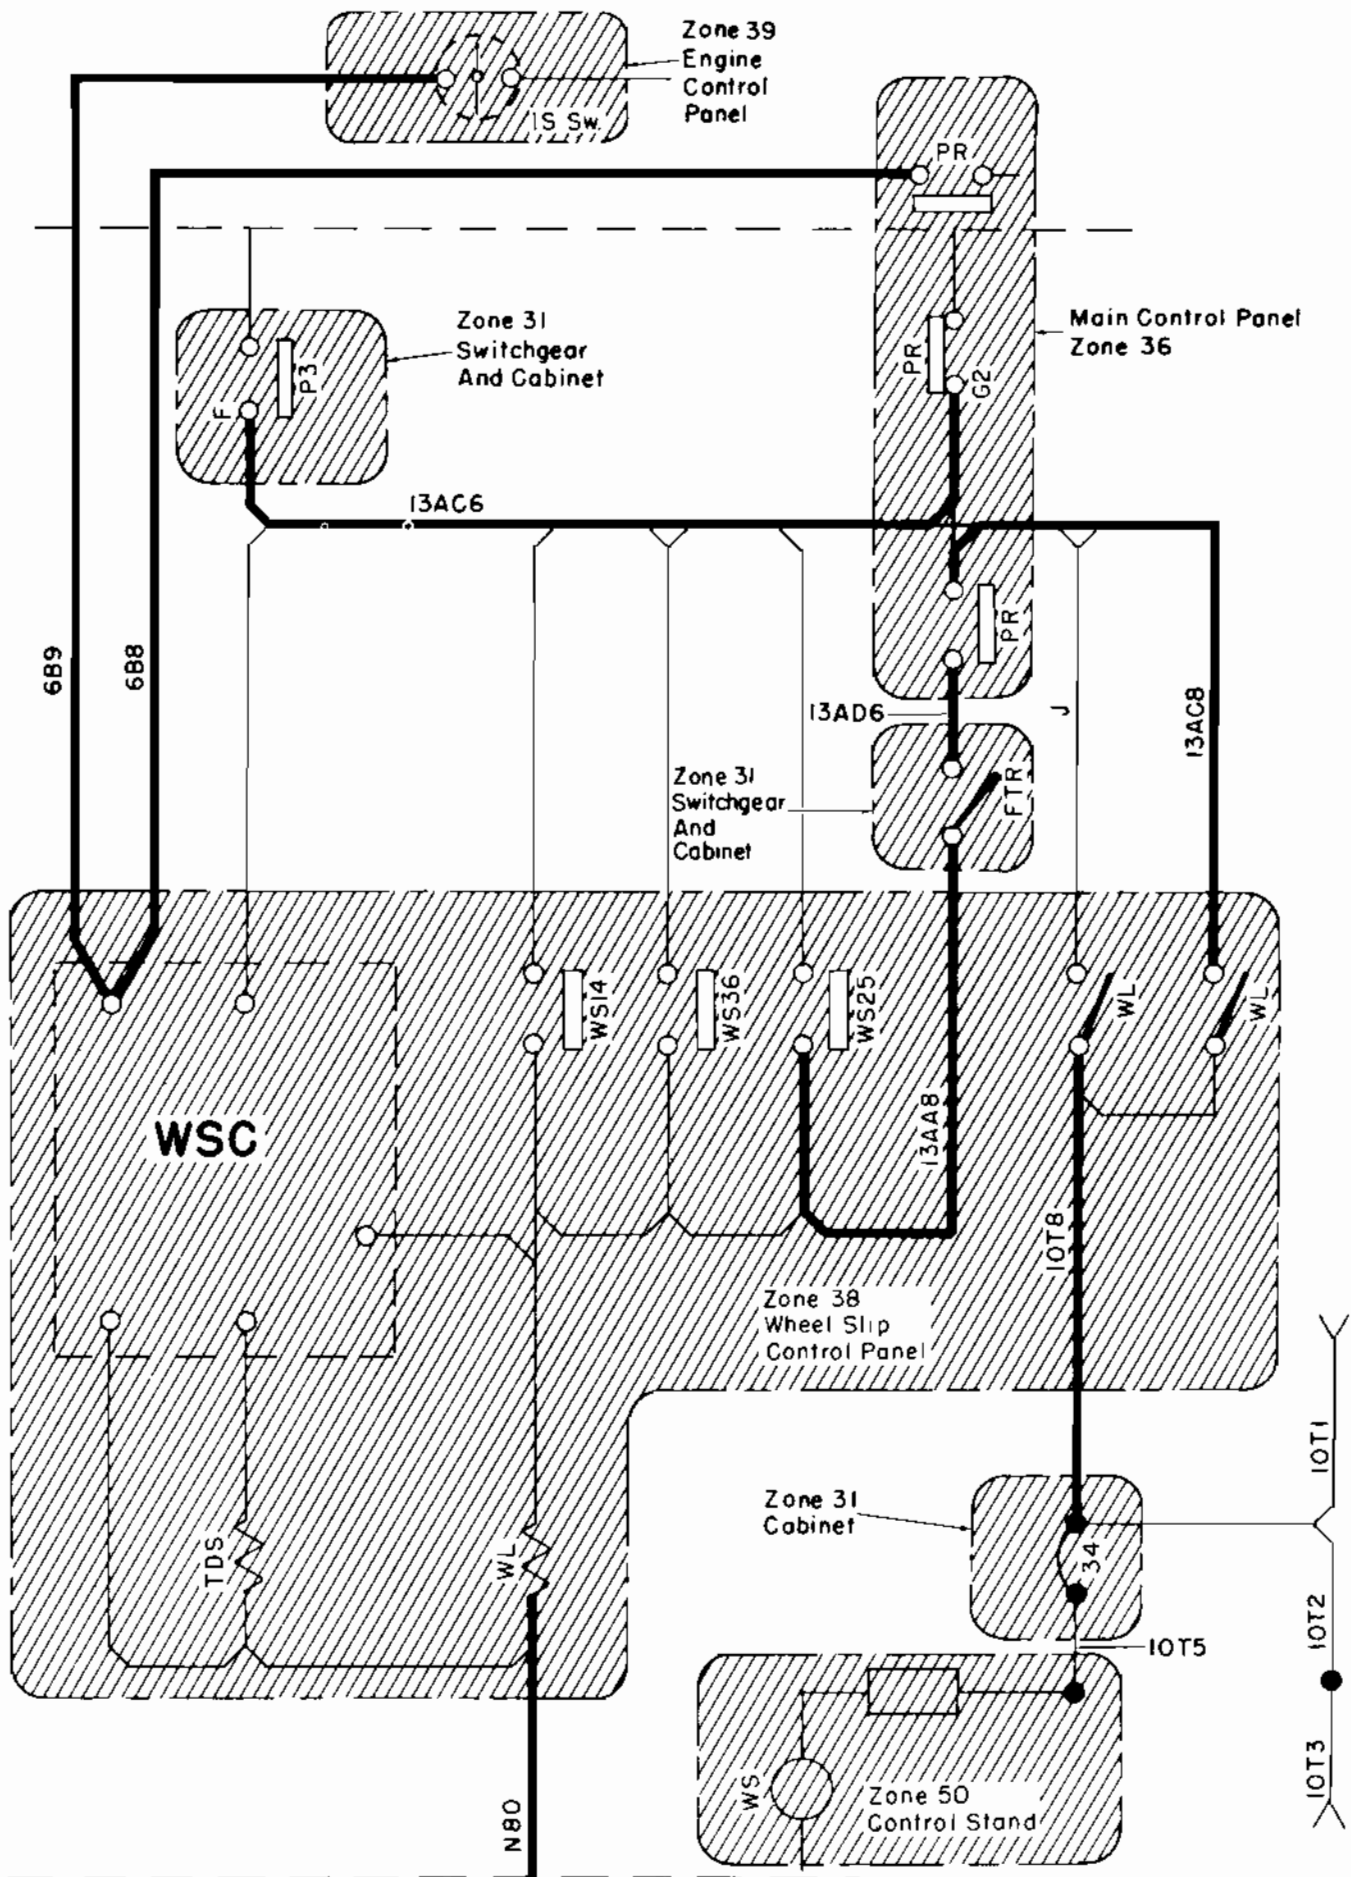 Zone 39
Engine
Control
Panel
IS Sw.
PR
Zone 31
Switchgear
And Cabinet
P3
F
PR
G2
Main Control Panel
Zone 36
13AC6
PR
6B9
6B8
13AD6
J
13AC8
Zone 31
Switchgear
And
Cabinet
FTR
WS14
WS36
WS25
WL
WL
WSC
13AA8
10T8
Zone 38
Wheel Slip
Control Panel
10T1
Zone 31
Cabinet
34
TDS
WL
10T2
10T5
WS
Zone 50
Control Stand
10T3
N80